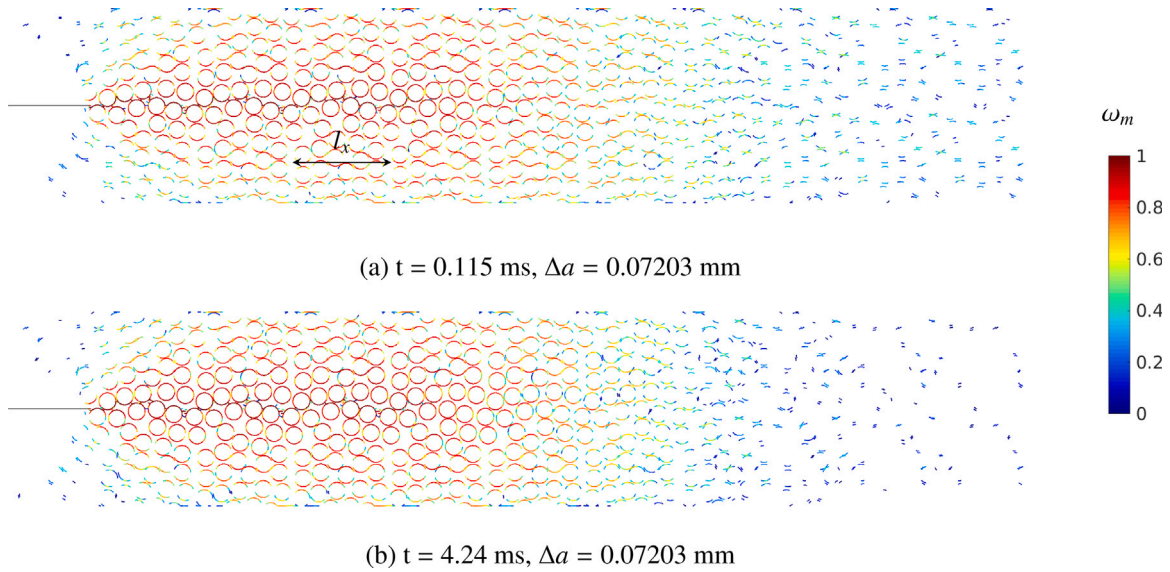 l_x
(a) t = 0.115 ms, Δa = 0.07203 mm
(b) t = 4.24 ms, Δa = 0.07203 mm
ω_m
1
0.8
0.6
0.4
0.2
0